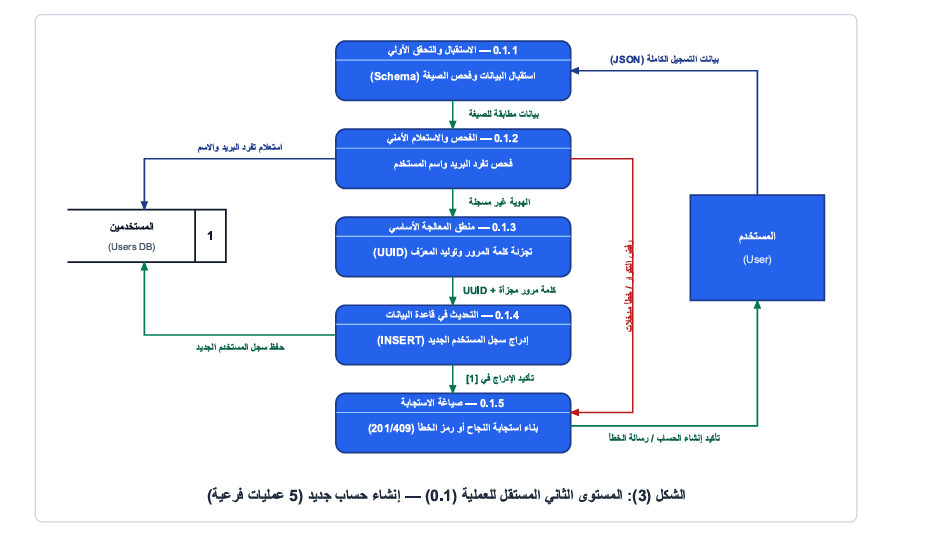 0.1.1 — الاستقبال والتحقق الأولي
استقبال البيانات وفحص الصيغة (Schema)
بيانات التسجيل الكاملة (JSON)
بيانات مطابقة للصيغة
0.1.2 — الفحص والاستعلام الأمني
فحص تفرد البريد واسم المستخدم
استعلام تفرد البريد والاسم
الهوية غير مسجلة
المستخدمين
(Users DB)
1
0.1.3 — منطق المعالجة الأساسي
تجزئة كلمة المرور وتوليد المعرّف (UUID)
المستخدم
(User)
رفض التكرار / خطأ مدخلات
كلمة مرور مجزأة + UUID
0.1.4 — التحديث في قاعدة البيانات
إدراج سجل المستخدم الجديد (INSERT)
حفظ سجل المستخدم الجديد
تأكيد الإدراج في [1]
0.1.5 — صياغة الاستجابة
بناء استجابة النجاح أو رمز الخطأ (201/409)
تأكيد إنشاء الحساب / رسالة الخطأ
الشكل (3): المستوى الثاني المستقل للعملية (0.1) — إنشاء حساب جديد (5 عمليات فرعية)